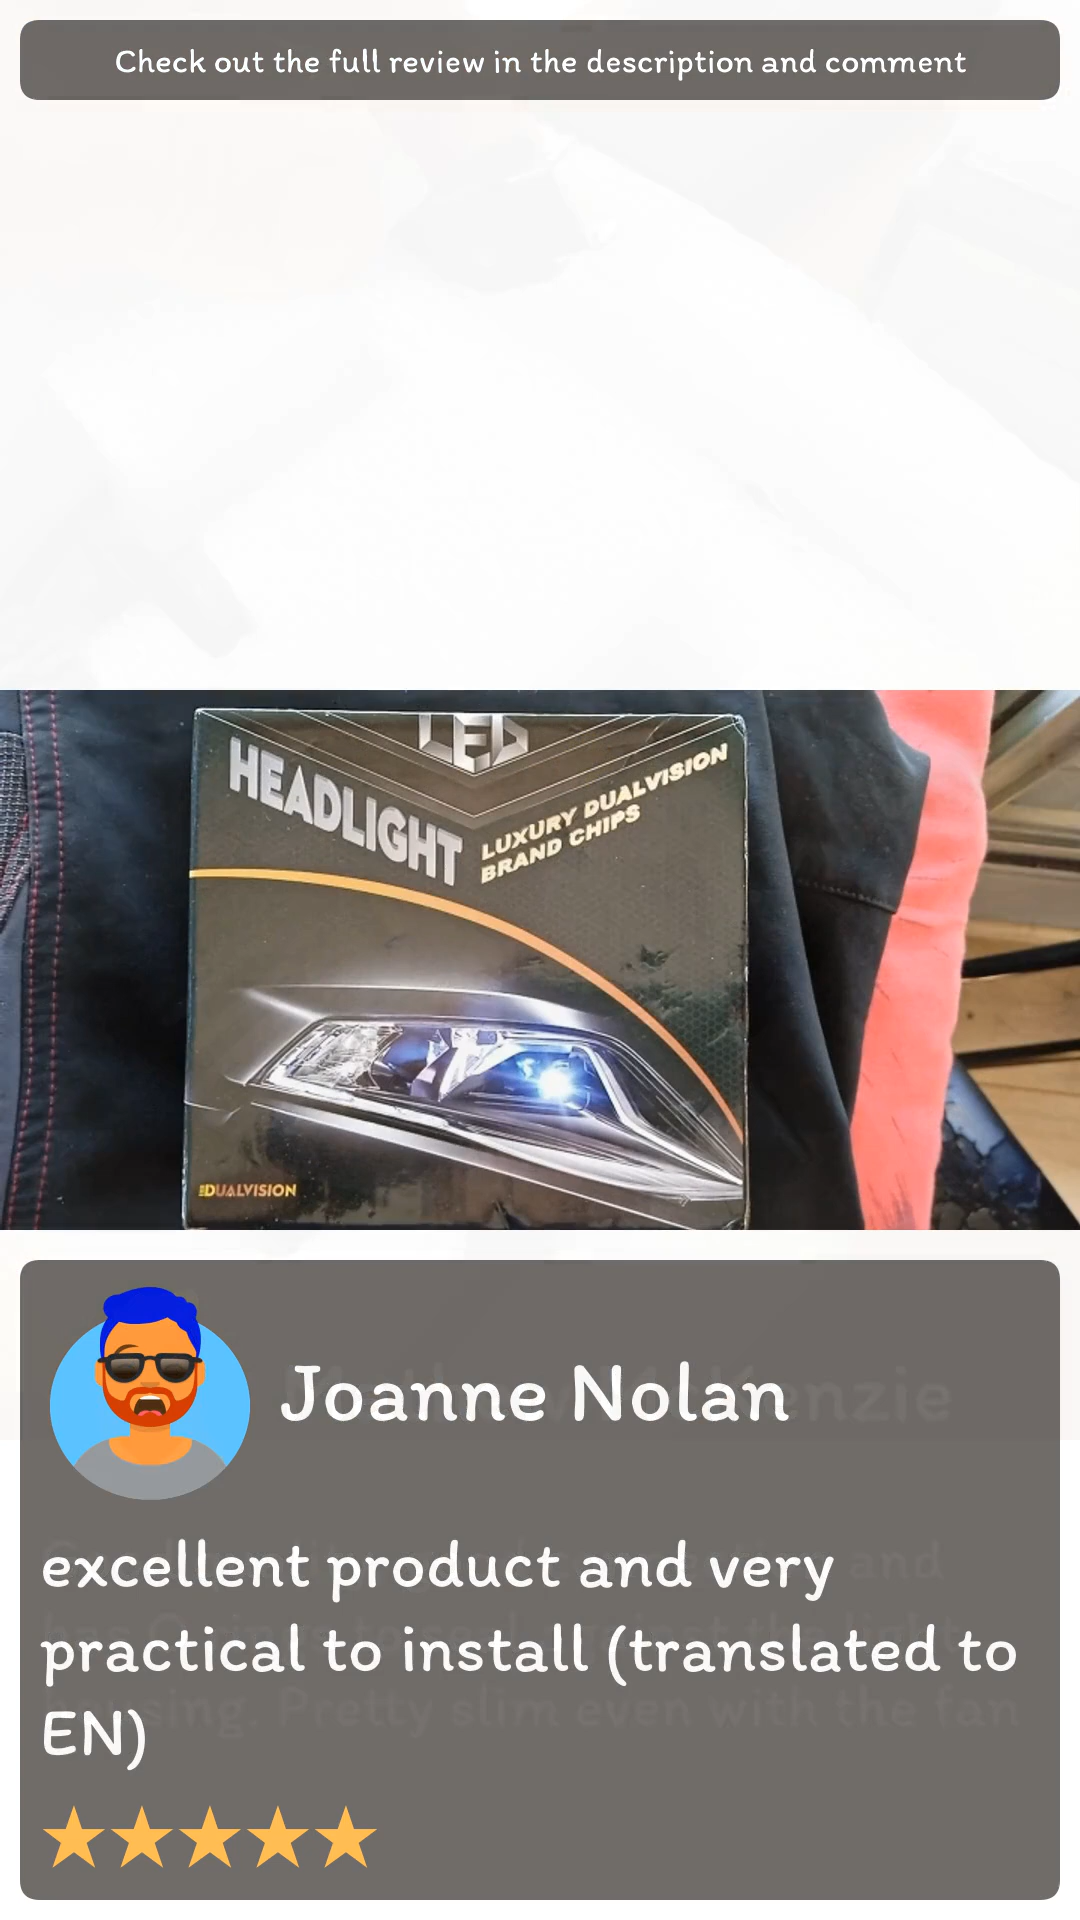 Check out the full review in the description and comment
LED
HEADLIGHT
LUXURY DUALVISION
BRAND CHIPS
DUALVISION
Joanne Nolan
excellent product and very
practical to install (translated to
EN)